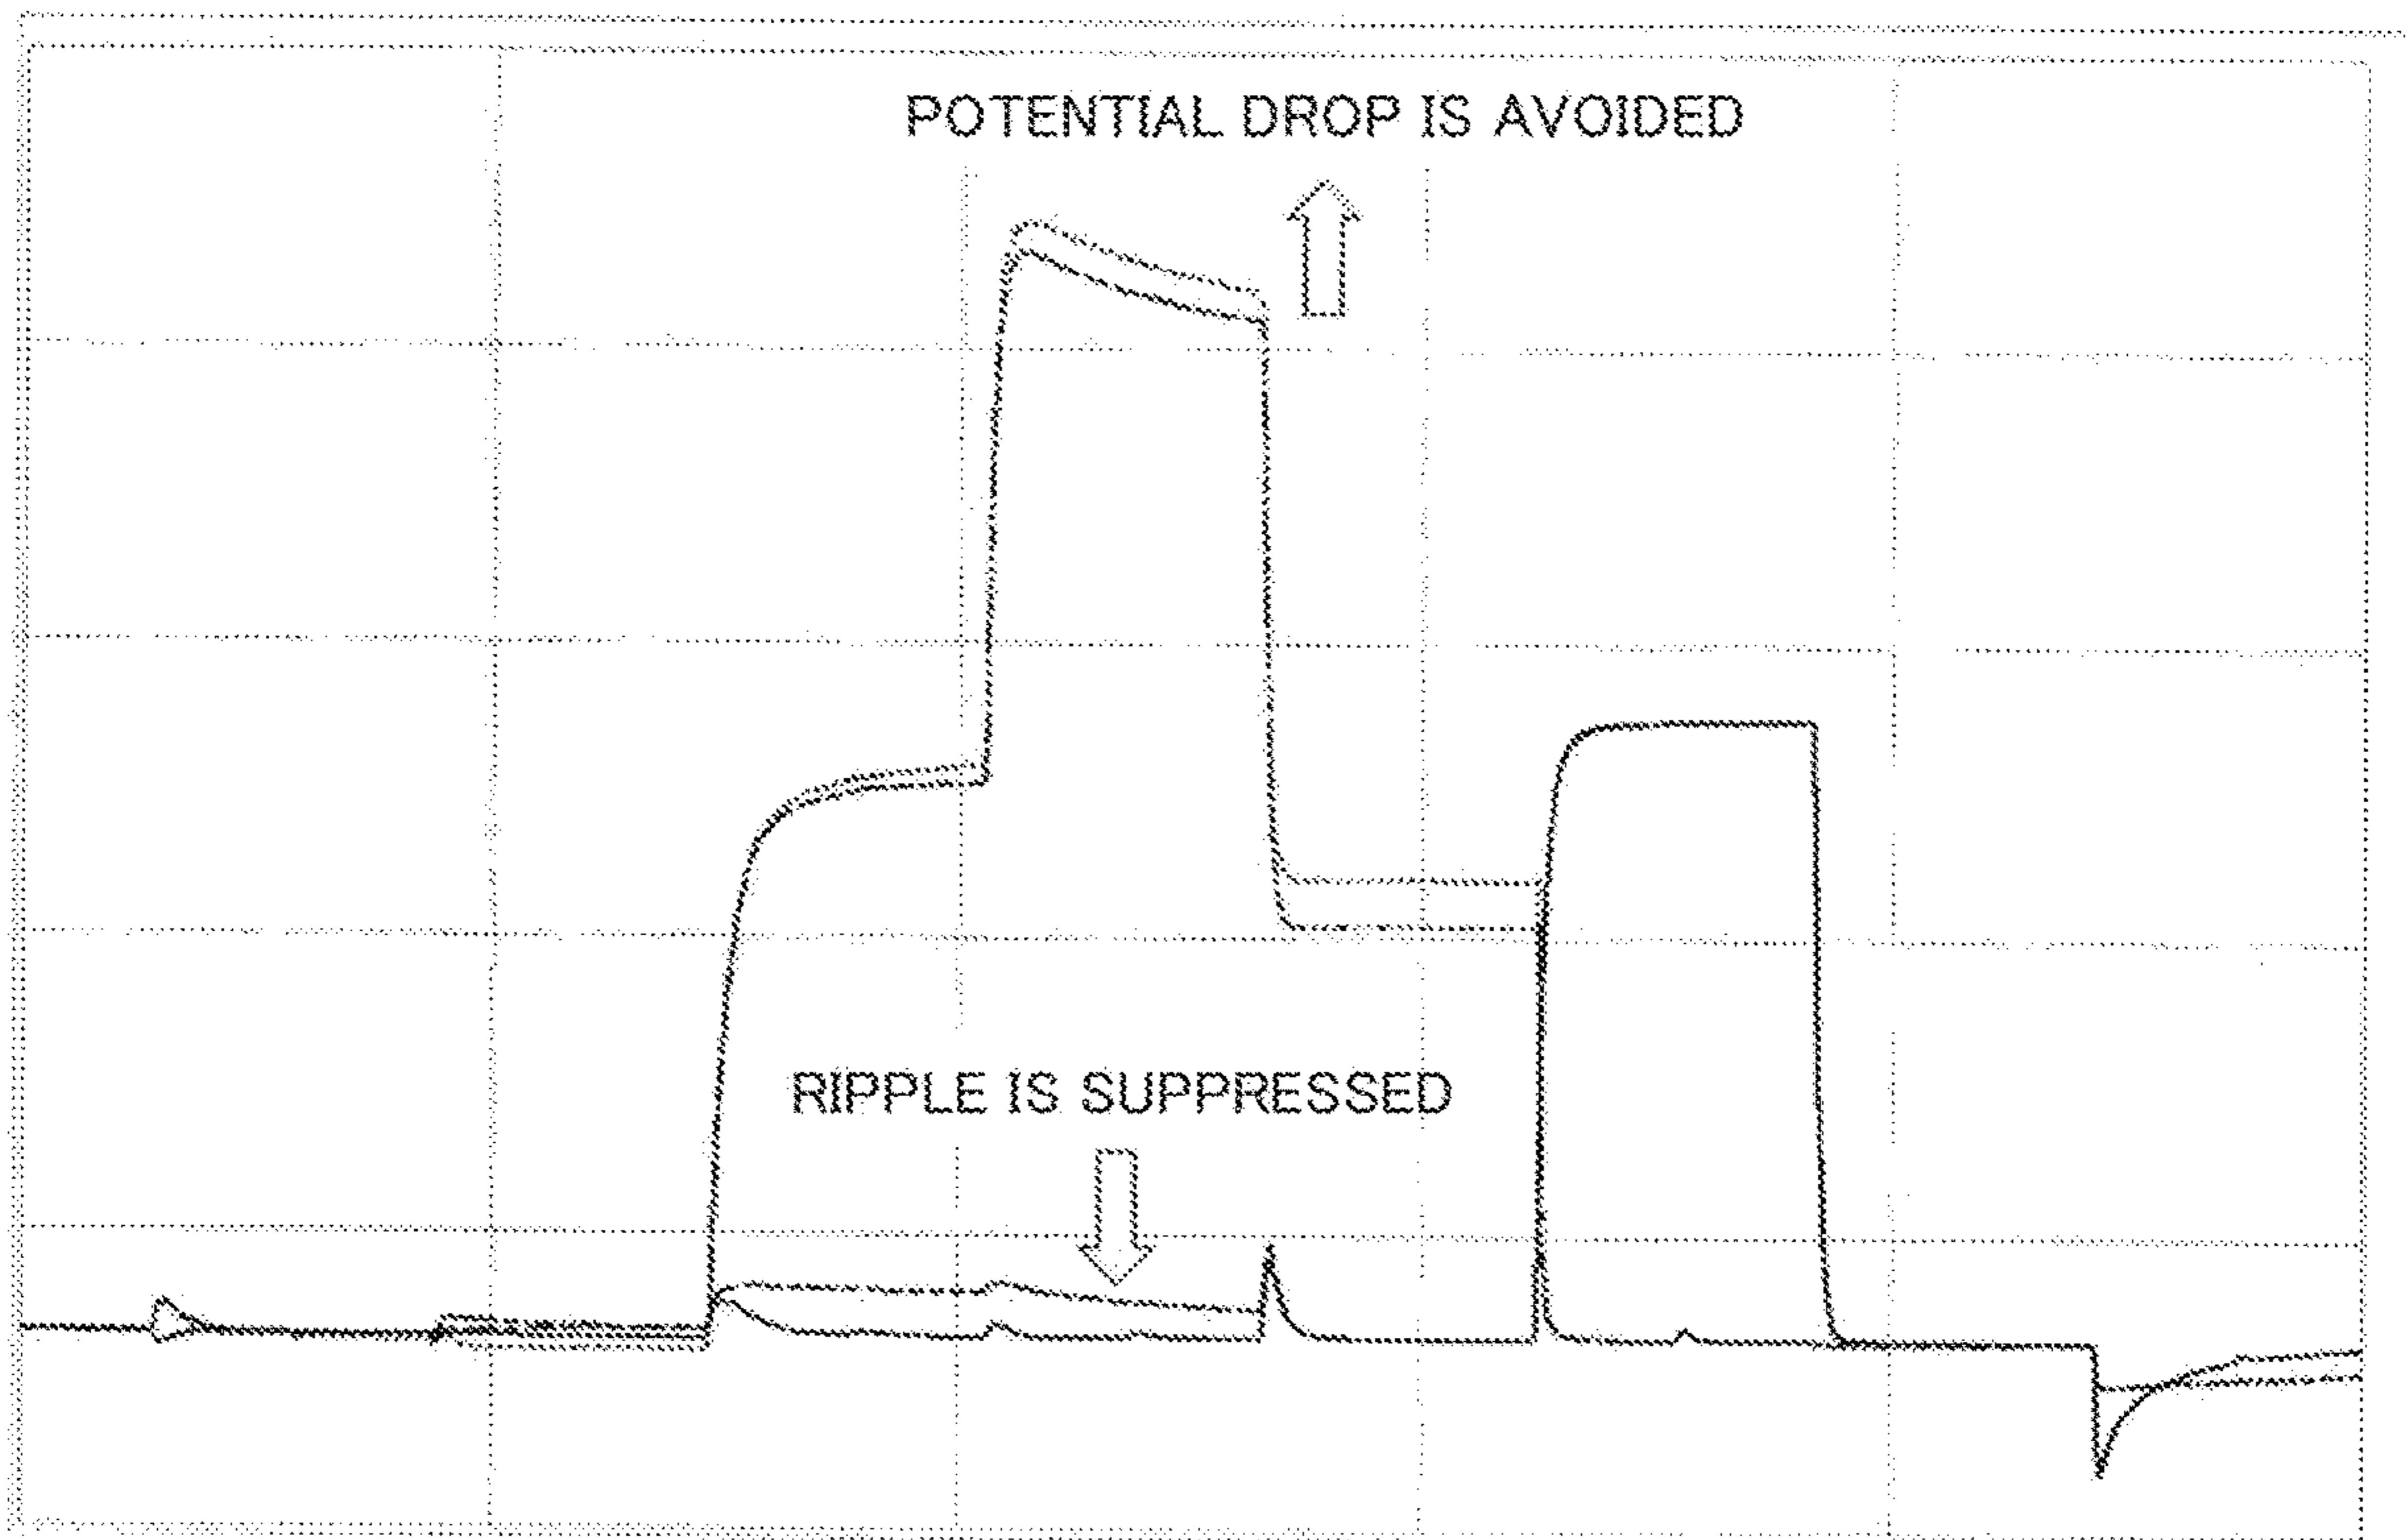 POTENTIAL DROP IS AVOIDED
RIPPLE IS SUPPRESSED